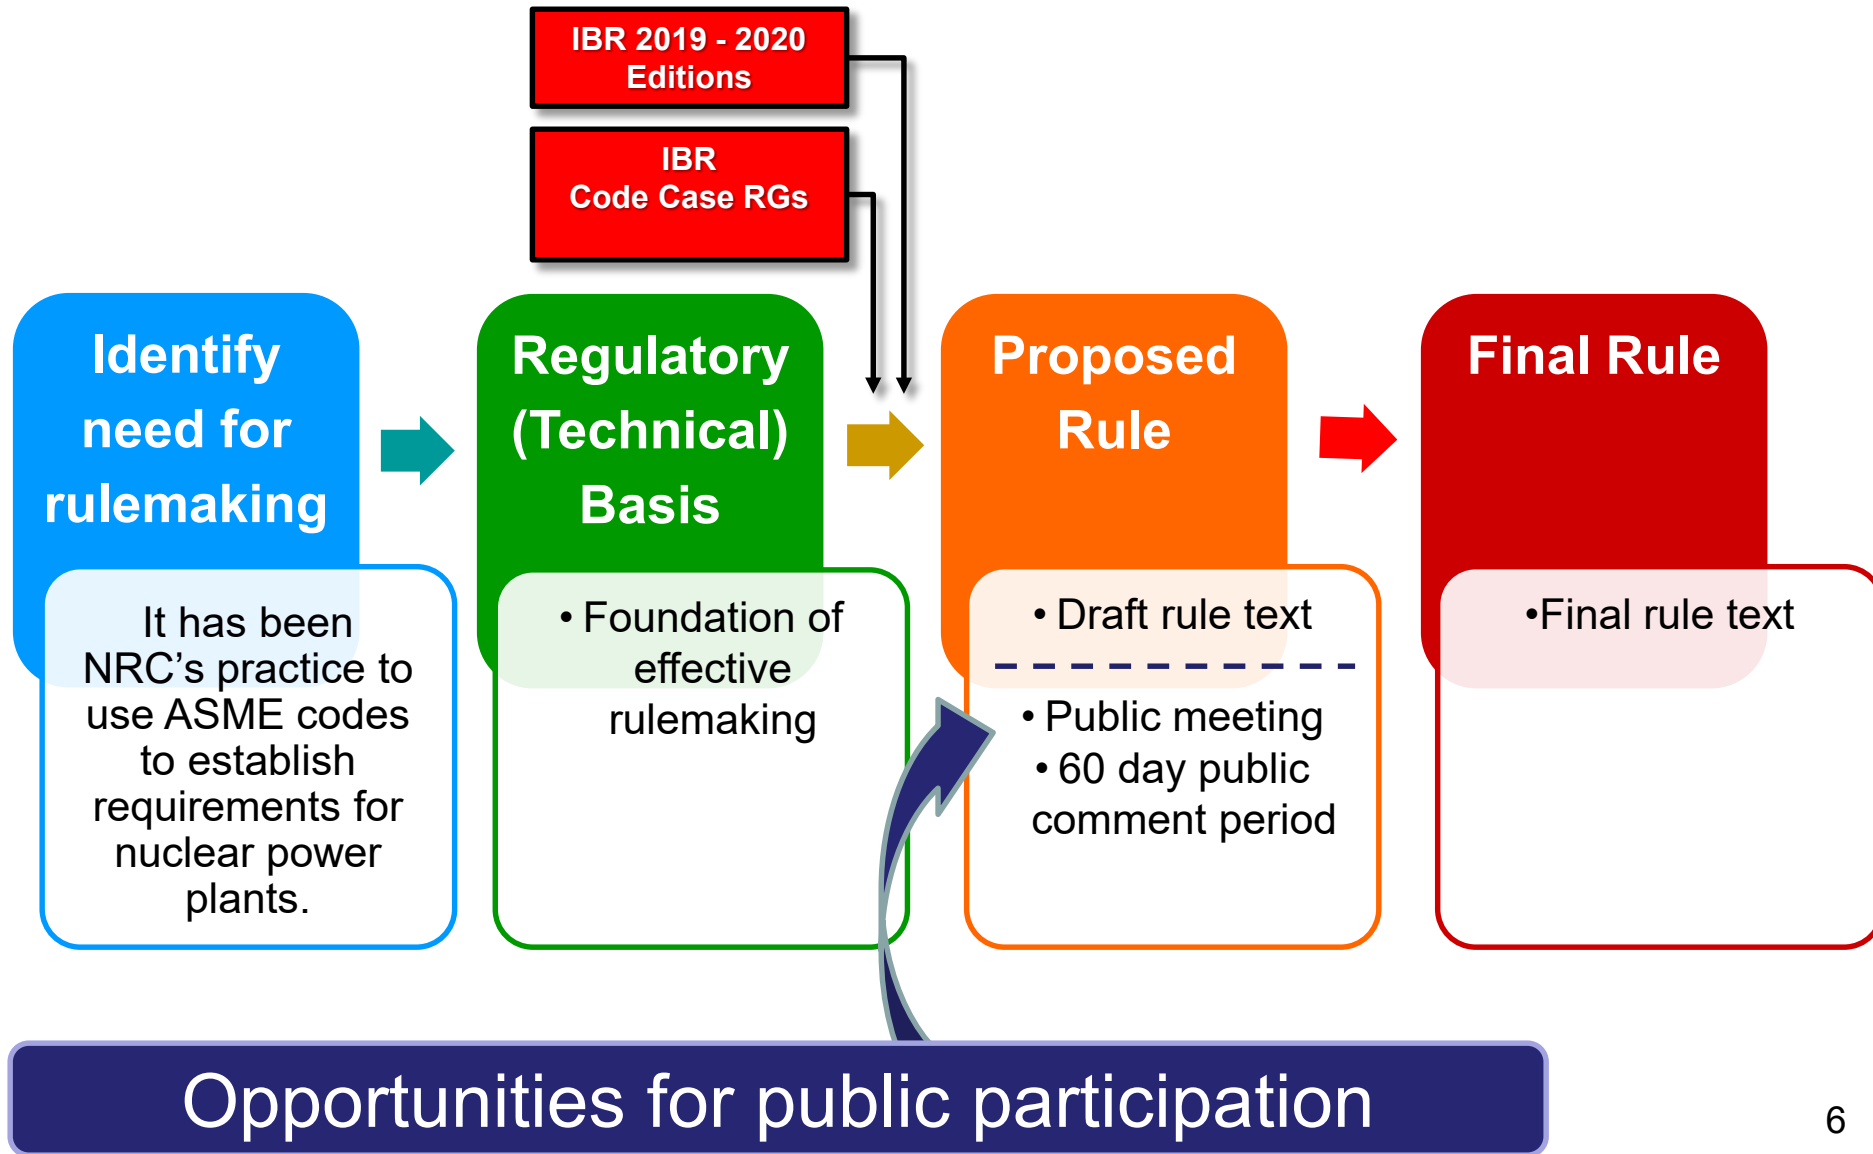 IBR 2019 - 2020
Editions
IBR
Code Case RGs
Identify
need for
rulemaking
It has been
NRC’s practice to
use ASME codes
to establish
requirements for
nuclear power
plants.
Regulatory
(Technical)
Basis
• Foundation of
effective
rulemaking
Proposed
Rule
• Draft rule text
• Public meeting
• 60 day public
comment period
Final Rule
•Final rule text
Opportunities for public participation
6